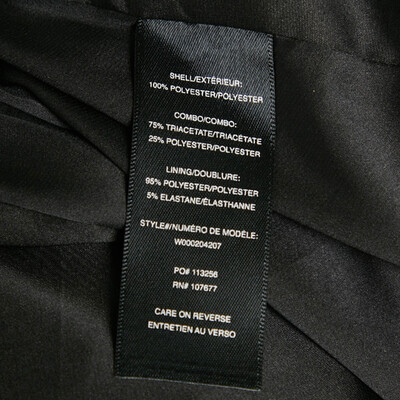 SHELL/EXTÉRIEUR:
100% POLYESTER/POLYESTER
COMBO/COMBO:
75% TRIACETATE/TRIACÉTATE
25% POLYESTER/POLYESTER
LINING/DOUBLURE:
95% POLYESTER/POLYESTER
5% ELASTANE/ÉLASTHANNE
STYLE#/NUMÉRO DE MODÈLE:
W000204207
PO# 113256
RN# 107677
CARE ON REVERSE
ENTRETIEN AU VERSO